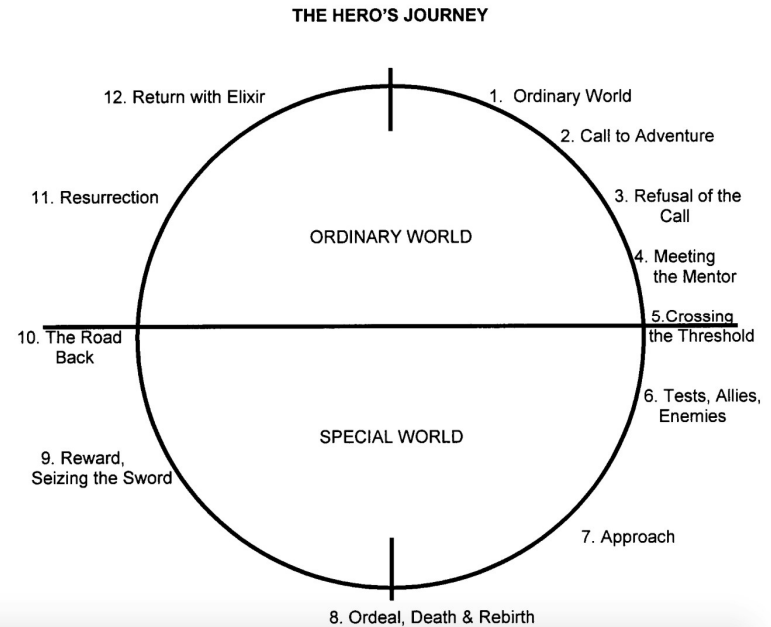 THE HERO'S JOURNEY
12. Return with Elixir
1. Ordinary World
2. Call to Adventure
11. Resurrection
3. Refusal of the
Call
ORDINARY WORLD
4. Meeting
the Mentor
5.Crossing
the Threshold
10. The Road
Back
6. Tests, Allies,
Enemies
SPECIAL WORLD
9. Reward,
Seizing the Sword
7. Approach
8. Ordeal, Death & Rebirth